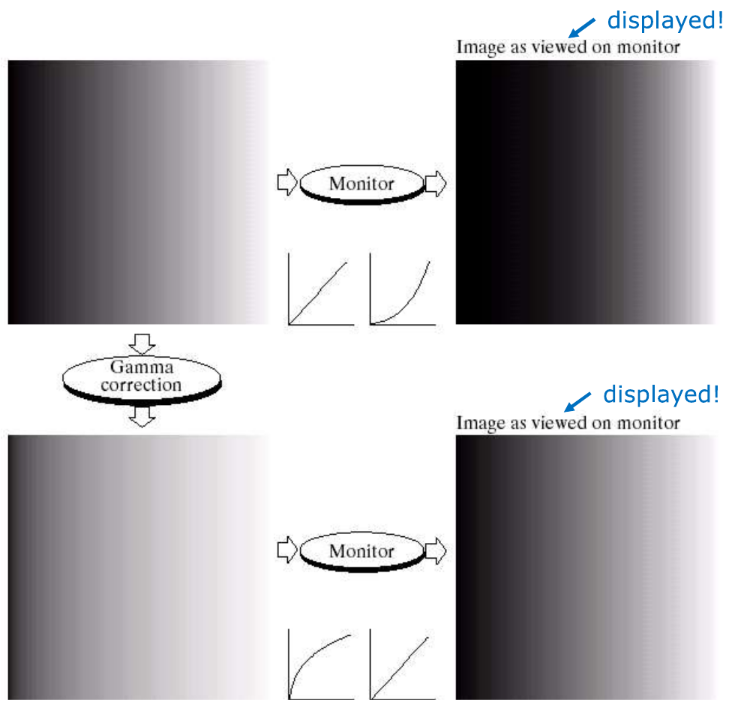 displayed!
Image as viewed on monitor
Monitor
Gamma
correction
displayed!
Image as viewed on monitor
Monitor